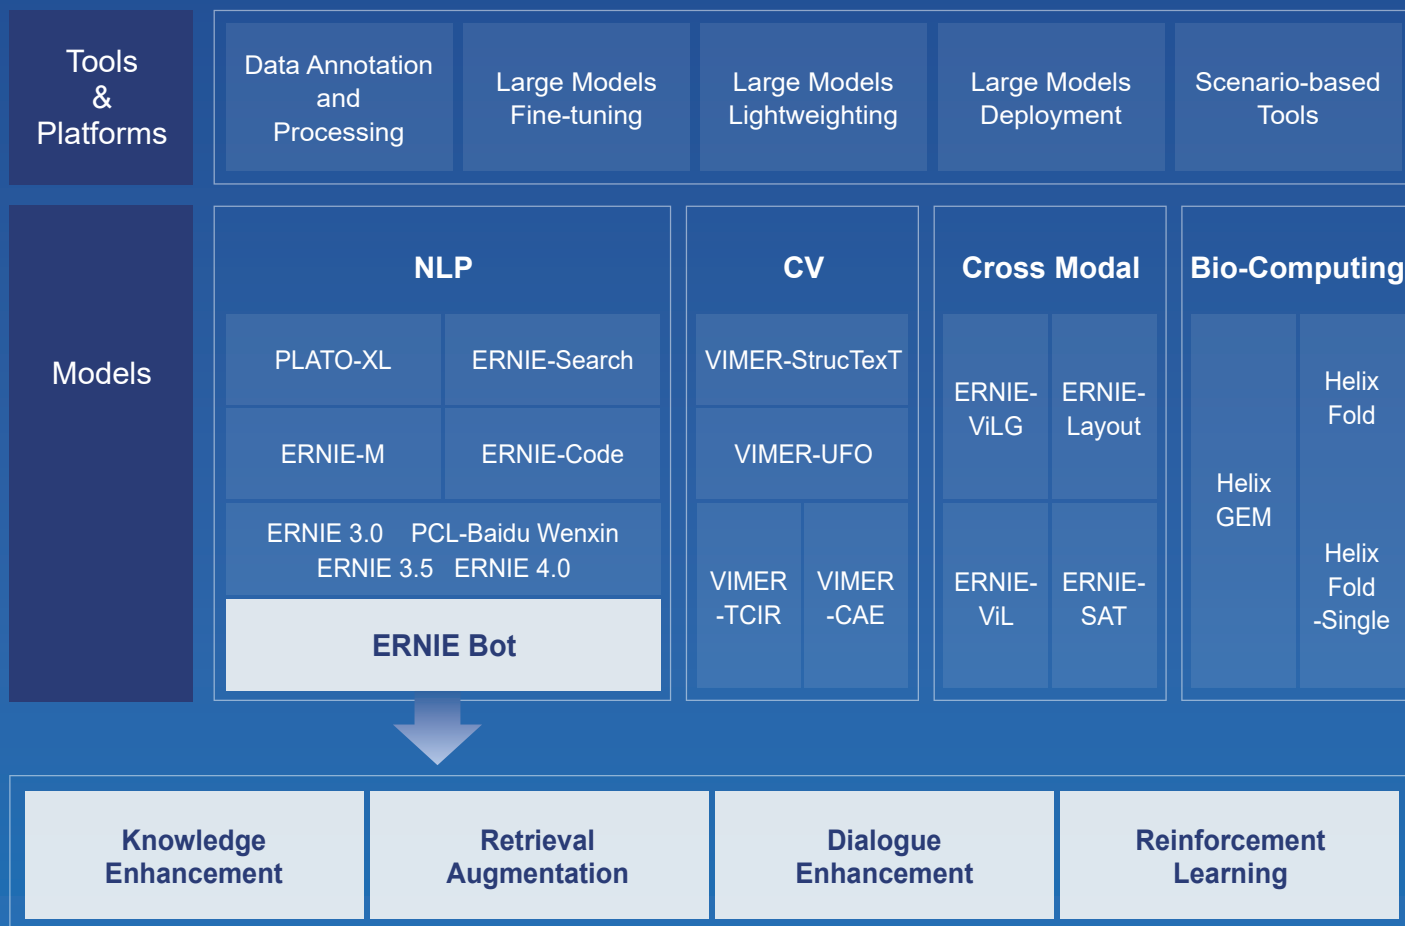 Tools
&
Platforms
Data Annotation
and
Processing
Large Models
Fine-tuning
Large Models
Lightweighting
Large Models
Deployment
Scenario-based
Tools
Models
NLP
PLATO-XL
ERNIE-Search
ERNIE-M
ERNIE-Code
ERNIE 3.0 PCL-Baidu Wenxin
ERNIE 3.5 ERNIE 4.0
ERNIE Bot
CV
VIMER-StrucTexT
VIMER-UFO
VIMER
-TCIR
VIMER
-CAE
Cross Modal
ERNIE-
ViLG
ERNIE-
Layout
ERNIE-
ViL
ERNIE-
SAT
Bio-Computing
Helix
GEM
Helix
Fold
Helix
Fold
-Single
Knowledge
Enhancement
Retrieval
Augmentation
Dialogue
Enhancement
Reinforcement
Learning